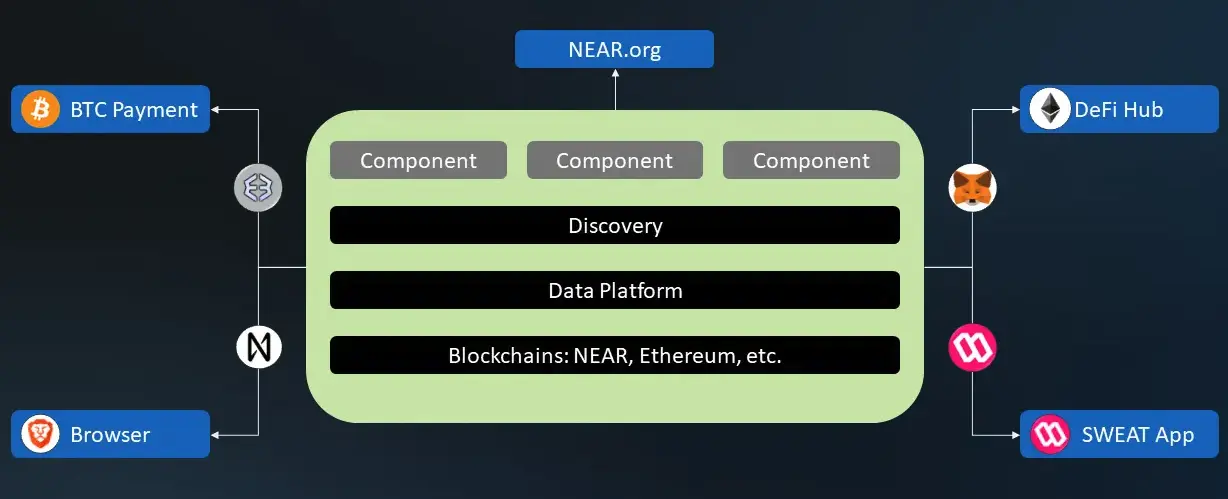 NEAR.org
BTC Payment
DeFi Hub
Component
Component
Component
Discovery
Data Platform
Blockchains: NEAR, Ethereum, etc.
Browser
SWEAT App